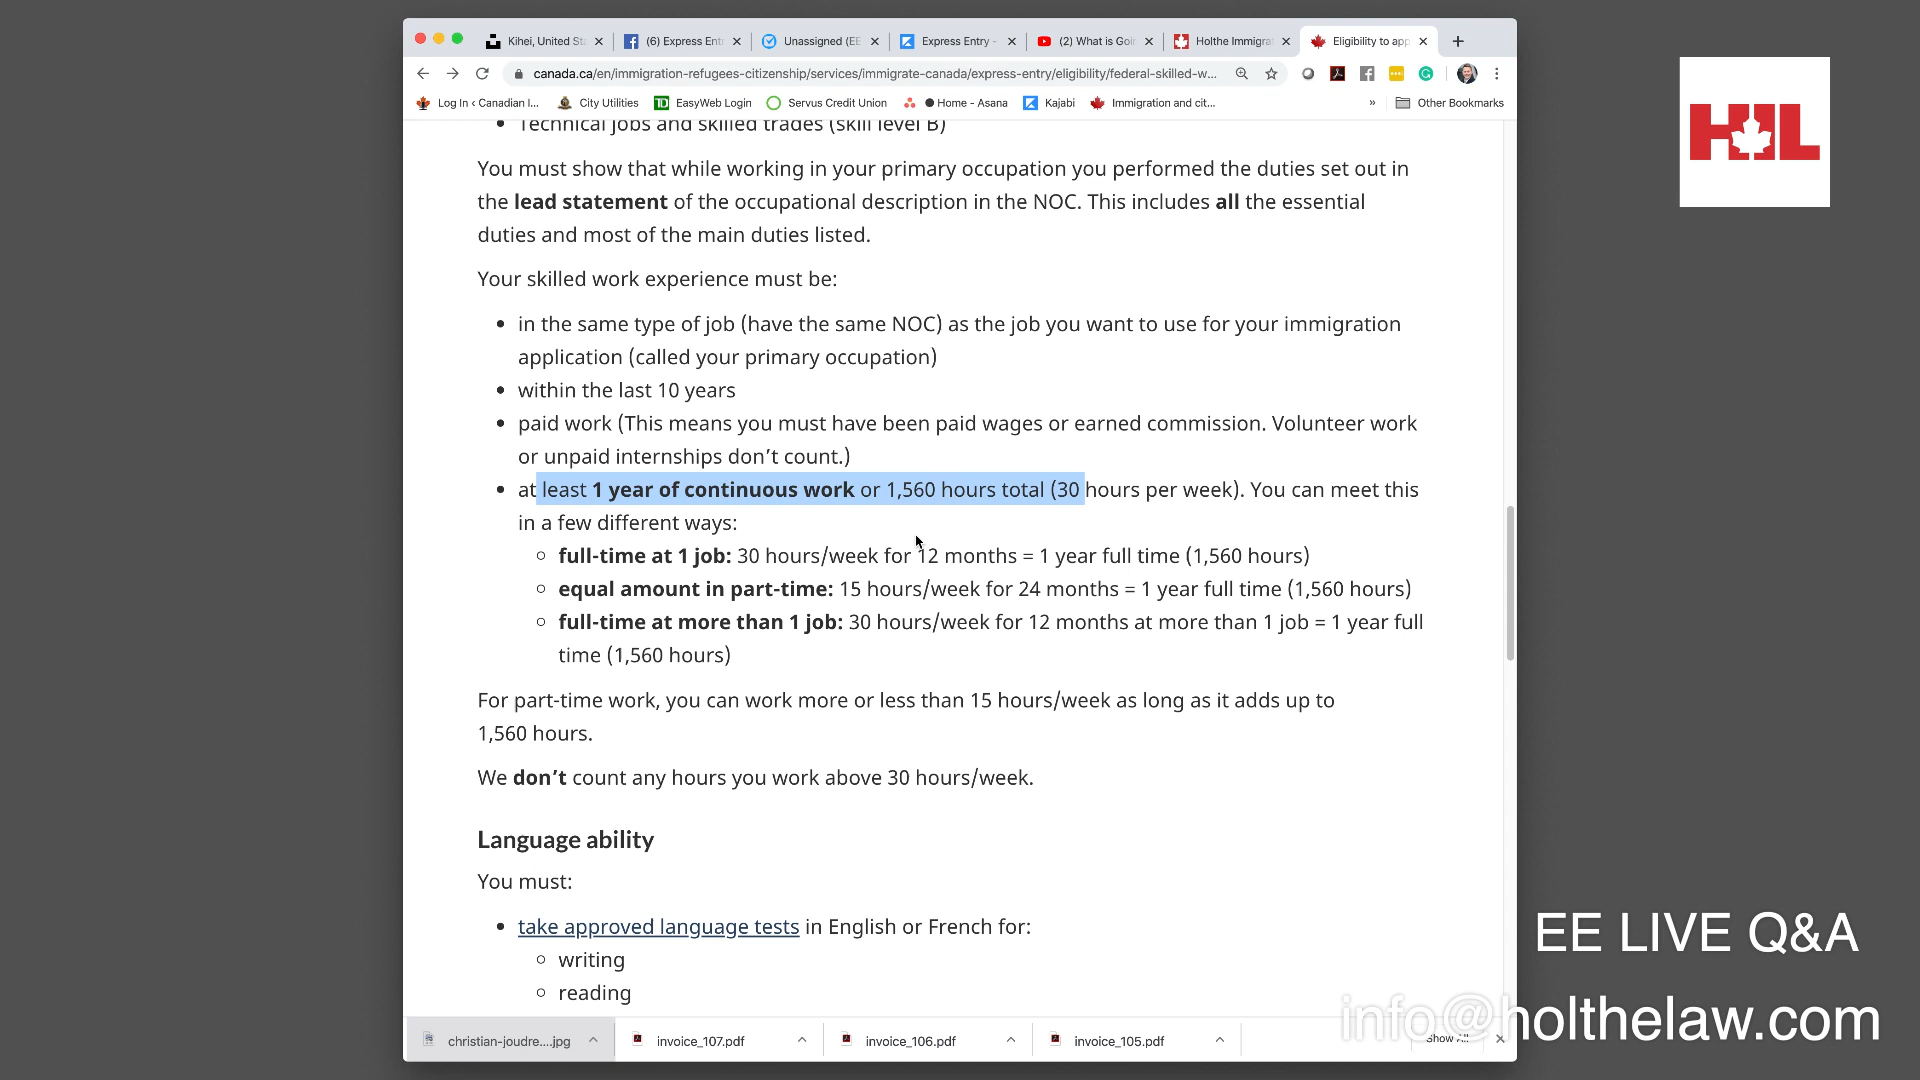 Kihei, United St
(6) Express Ent
Unassigned (EE
Express Entry -
(2) What is Goi
Holthe Immigra
Eligibility to app
canada.ca/en/immigration-refugees-citizenship/services/immigrate-canada/express-entry/eligibility/federal-skilled-w...
Log In ‹ Canadian I...
City Utilities
EasyWeb Login
Servus Credit Union
Home - Asana
Kajabi
Immigration and cit...
»
Other Bookmarks
HIL
• Technical jobs and skilled trades (skill level B)
You must show that while working in your primary occupation you performed the duties set out in
the lead statement of the occupational description in the NOC. This includes all the essential
duties and most of the main duties listed.
Your skilled work experience must be:
• in the same type of job (have the same NOC) as the job you want to use for your immigration
application (called your primary occupation)
• within the last 10 years
• paid work (This means you must have been paid wages or earned commission. Volunteer work
or unpaid internships don’t count.)
• at least 1 year of continuous work or 1,560 hours total (30 hours per week). You can meet this
in a few different ways:
○ full-time at 1 job: 30 hours/week for 12 months = 1 year full time (1,560 hours)
○ equal amount in part-time: 15 hours/week for 24 months = 1 year full time (1,560 hours)
○ full-time at more than 1 job: 30 hours/week for 12 months at more than 1 job = 1 year full
time (1,560 hours)
For part-time work, you can work more or less than 15 hours/week as long as it adds up to
1,560 hours.
We don’t count any hours you work above 30 hours/week.
Language ability
You must:
• take approved language tests in English or French for:
○ writing
○ reading
EE LIVE Q&A
info@holthelaw.com
christian-joudre....jpg
invoice_107.pdf
invoice_106.pdf
invoice_105.pdf
Show All